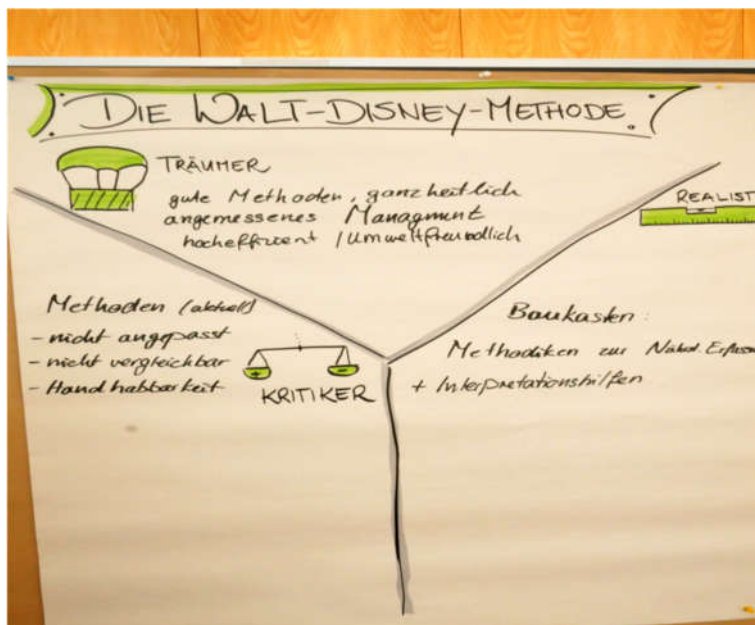 DIE WALT-DISNEY-METHODE
TRÄUMER
gute Methoden, ganzheitlich
angemessenes Managment
hocheffizient / Umweltfreundlich
REALIST
Methoden (aktuell)
- nicht angepasst
- nicht vergleichbar
- Handhabbarkeit
KRITIKER
Baukasten:
Methodiken zur
+ Interpretationshilfen